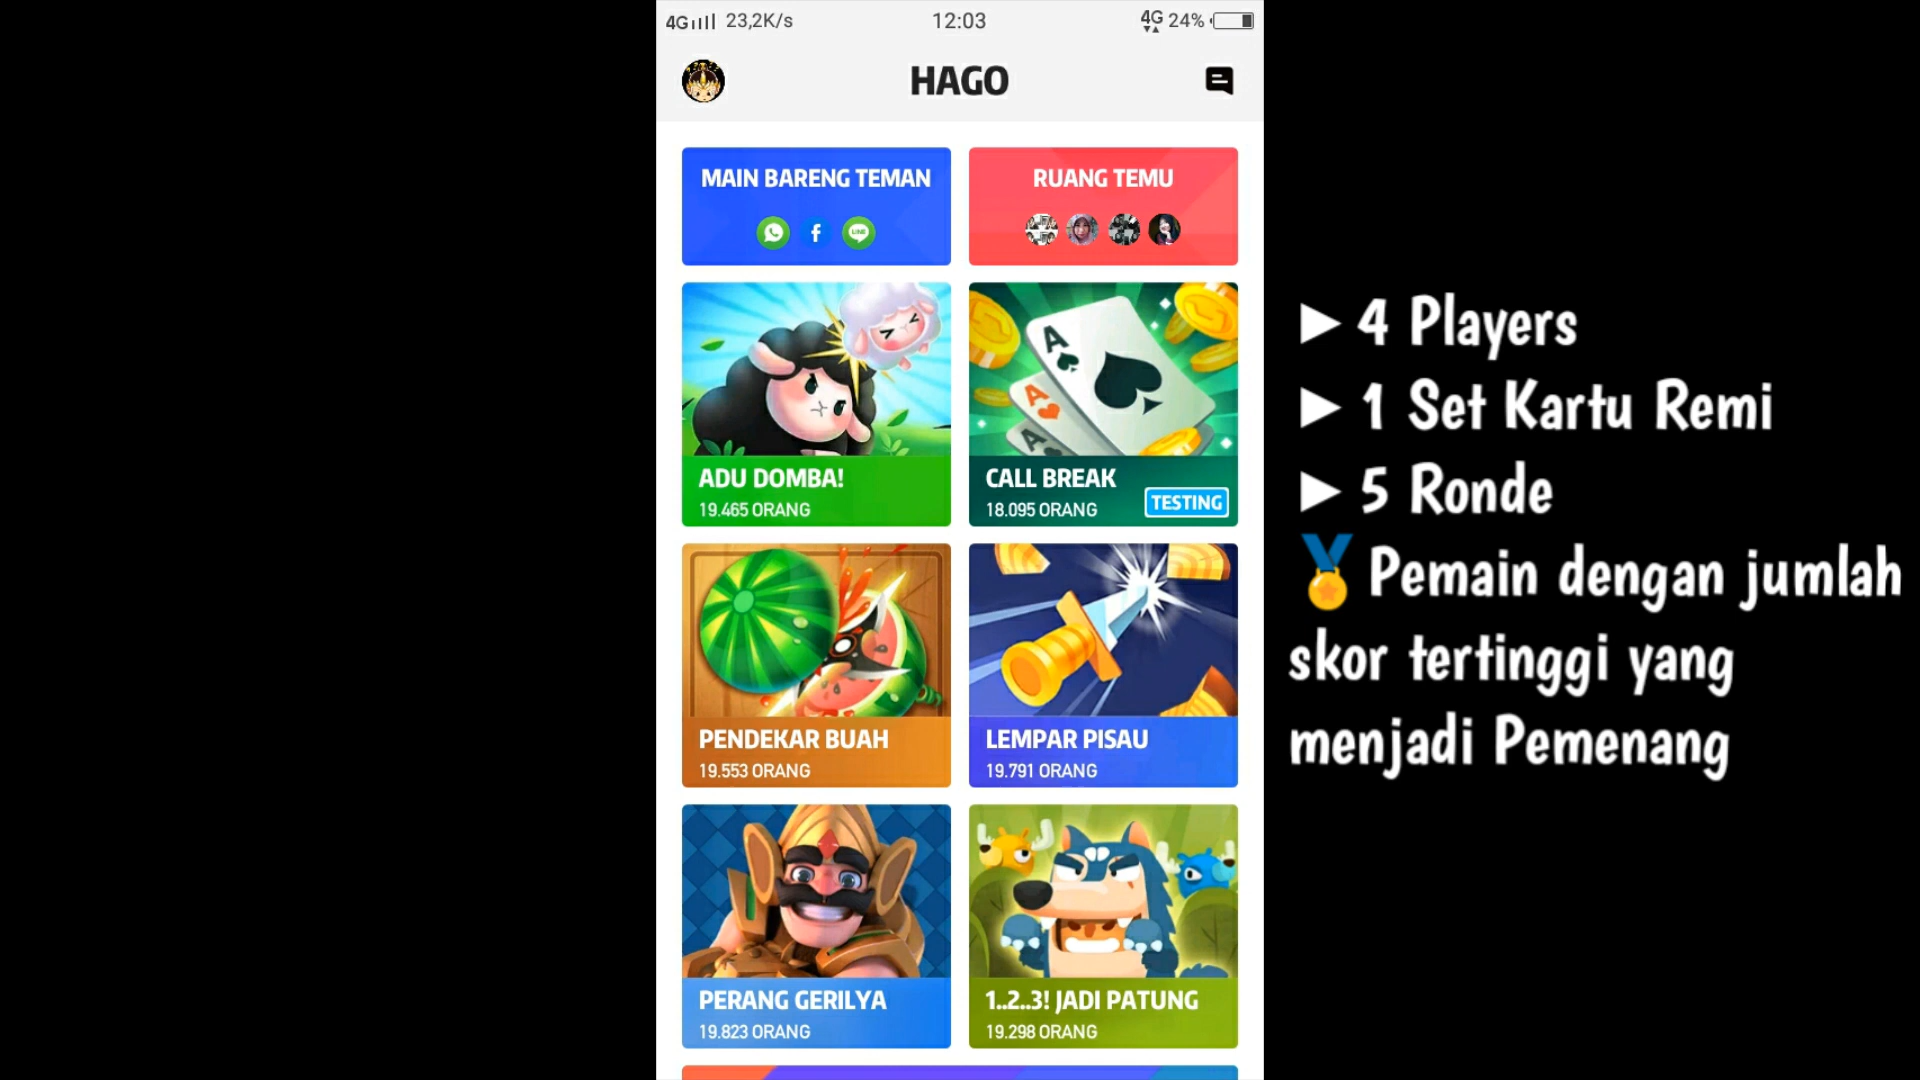 4G 23,2K/s 12:03 4G 24%
HAGO
MAIN BARENG TEMAN
RUANG TEMU
LINE
A
A
A
ADU DOMBA!
19.465 ORANG
CALL BREAK
18.095 ORANG
TESTING
PENDEKAR BUAH
19.553 ORANG
LEMPAR PISAU
19.791 ORANG
PERANG GERILYA
19.823 ORANG
1..2..3! JADI PATUNG
19.298 ORANG
► 4 Players
► 1 Set Kartu Remi
► 5 Ronde
🏅Pemain dengan jumlah
skor tertinggi yang
menjadi Pemenang